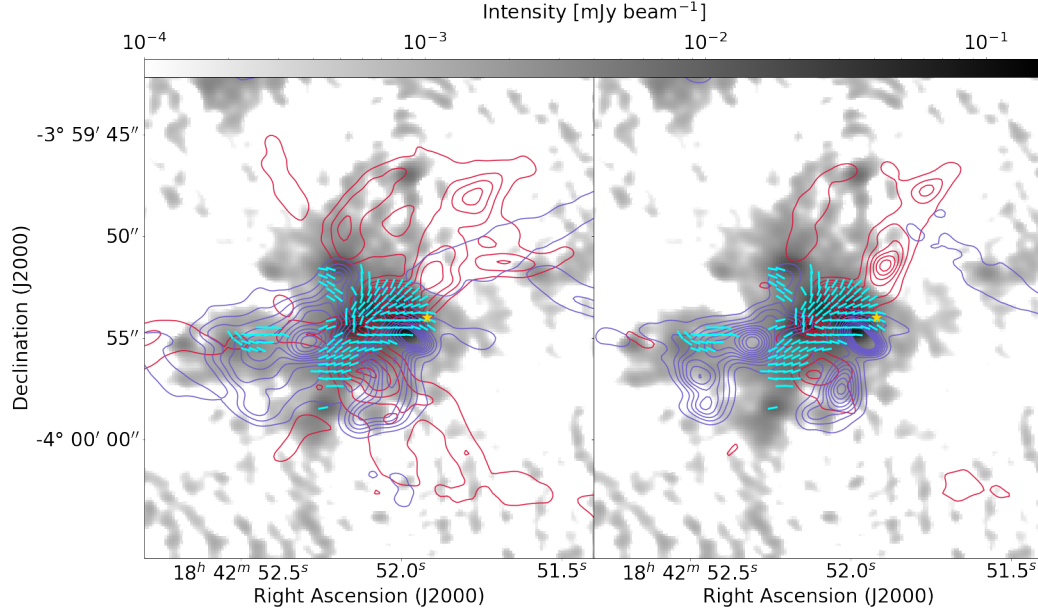 Intensity [mJy beam⁻¹]
10⁻⁴ 10⁻³ 10⁻² 10⁻¹
-3° 59′ 45″
50″
55″
-4° 00′ 00″
Declination (J2000)
18ʰ 42ᵐ 52.5ˢ 52.0ˢ 51.5ˢ 18ʰ 42ᵐ 52.5ˢ 52.0ˢ 51.5ˢ
Right Ascension (J2000) Right Ascension (J2000)